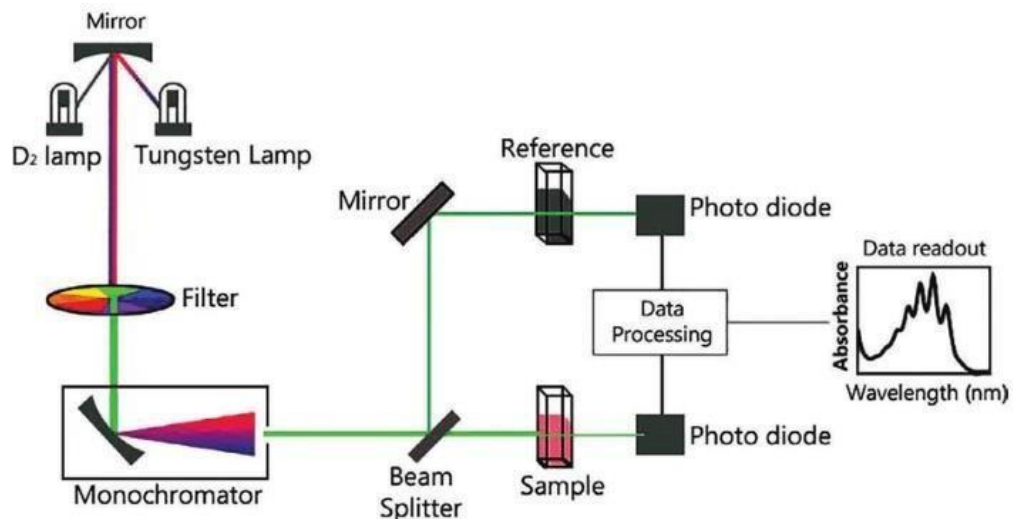 Mirror
D₂ lamp
Tungsten Lamp
Filter
Monochromator
Mirror
Reference
Photo diode
Data
Processing
Data readout
Absorbance
Wavelength (nm)
Beam
Splitter
Sample
Photo diode